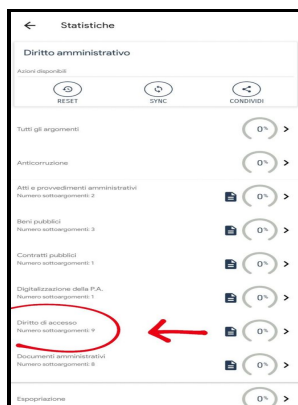 Statistiche
Diritto amministrativo
Azioni disponibili
RESET SYNC CONDIVIDI
Tutti gli argomenti 0%
Anticorruzione 0%
Atti e provvedimenti amministrativi
Numero sottoargomenti: 2 0%
Beni pubblici
Numero sottoargomenti: 3 0%
Contratti pubblici
Numero sottoargomenti: 1 0%
Digitalizzazione della P.A.
Numero sottoargomenti: 1 0%
Diritto di accesso
Numero sottoargomenti: 9 0%
Documenti amministrativi
Numero sottoargomenti: 8 0%
Espropriazione 0%